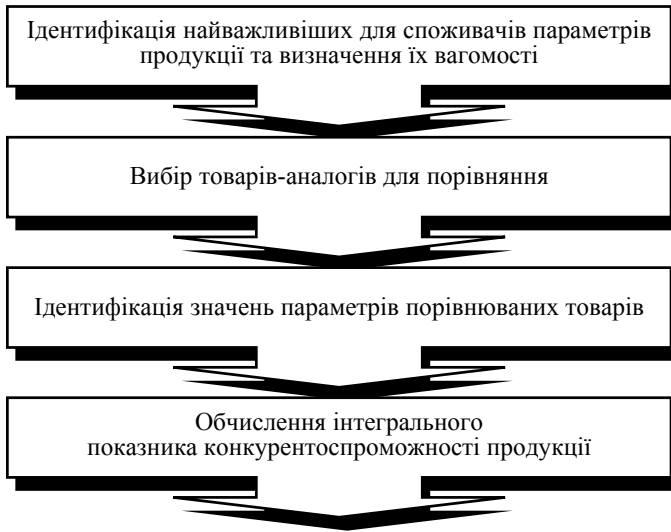 Ідентифікація найважливіших для споживачів параметрів
продукції та визначення їх вагомості
Вибір товарів-аналогів для порівняння
Ідентифікація значень параметрів порівнюваних товарів
Обчислення інтегрального
показника конкурентоспроможності продукції